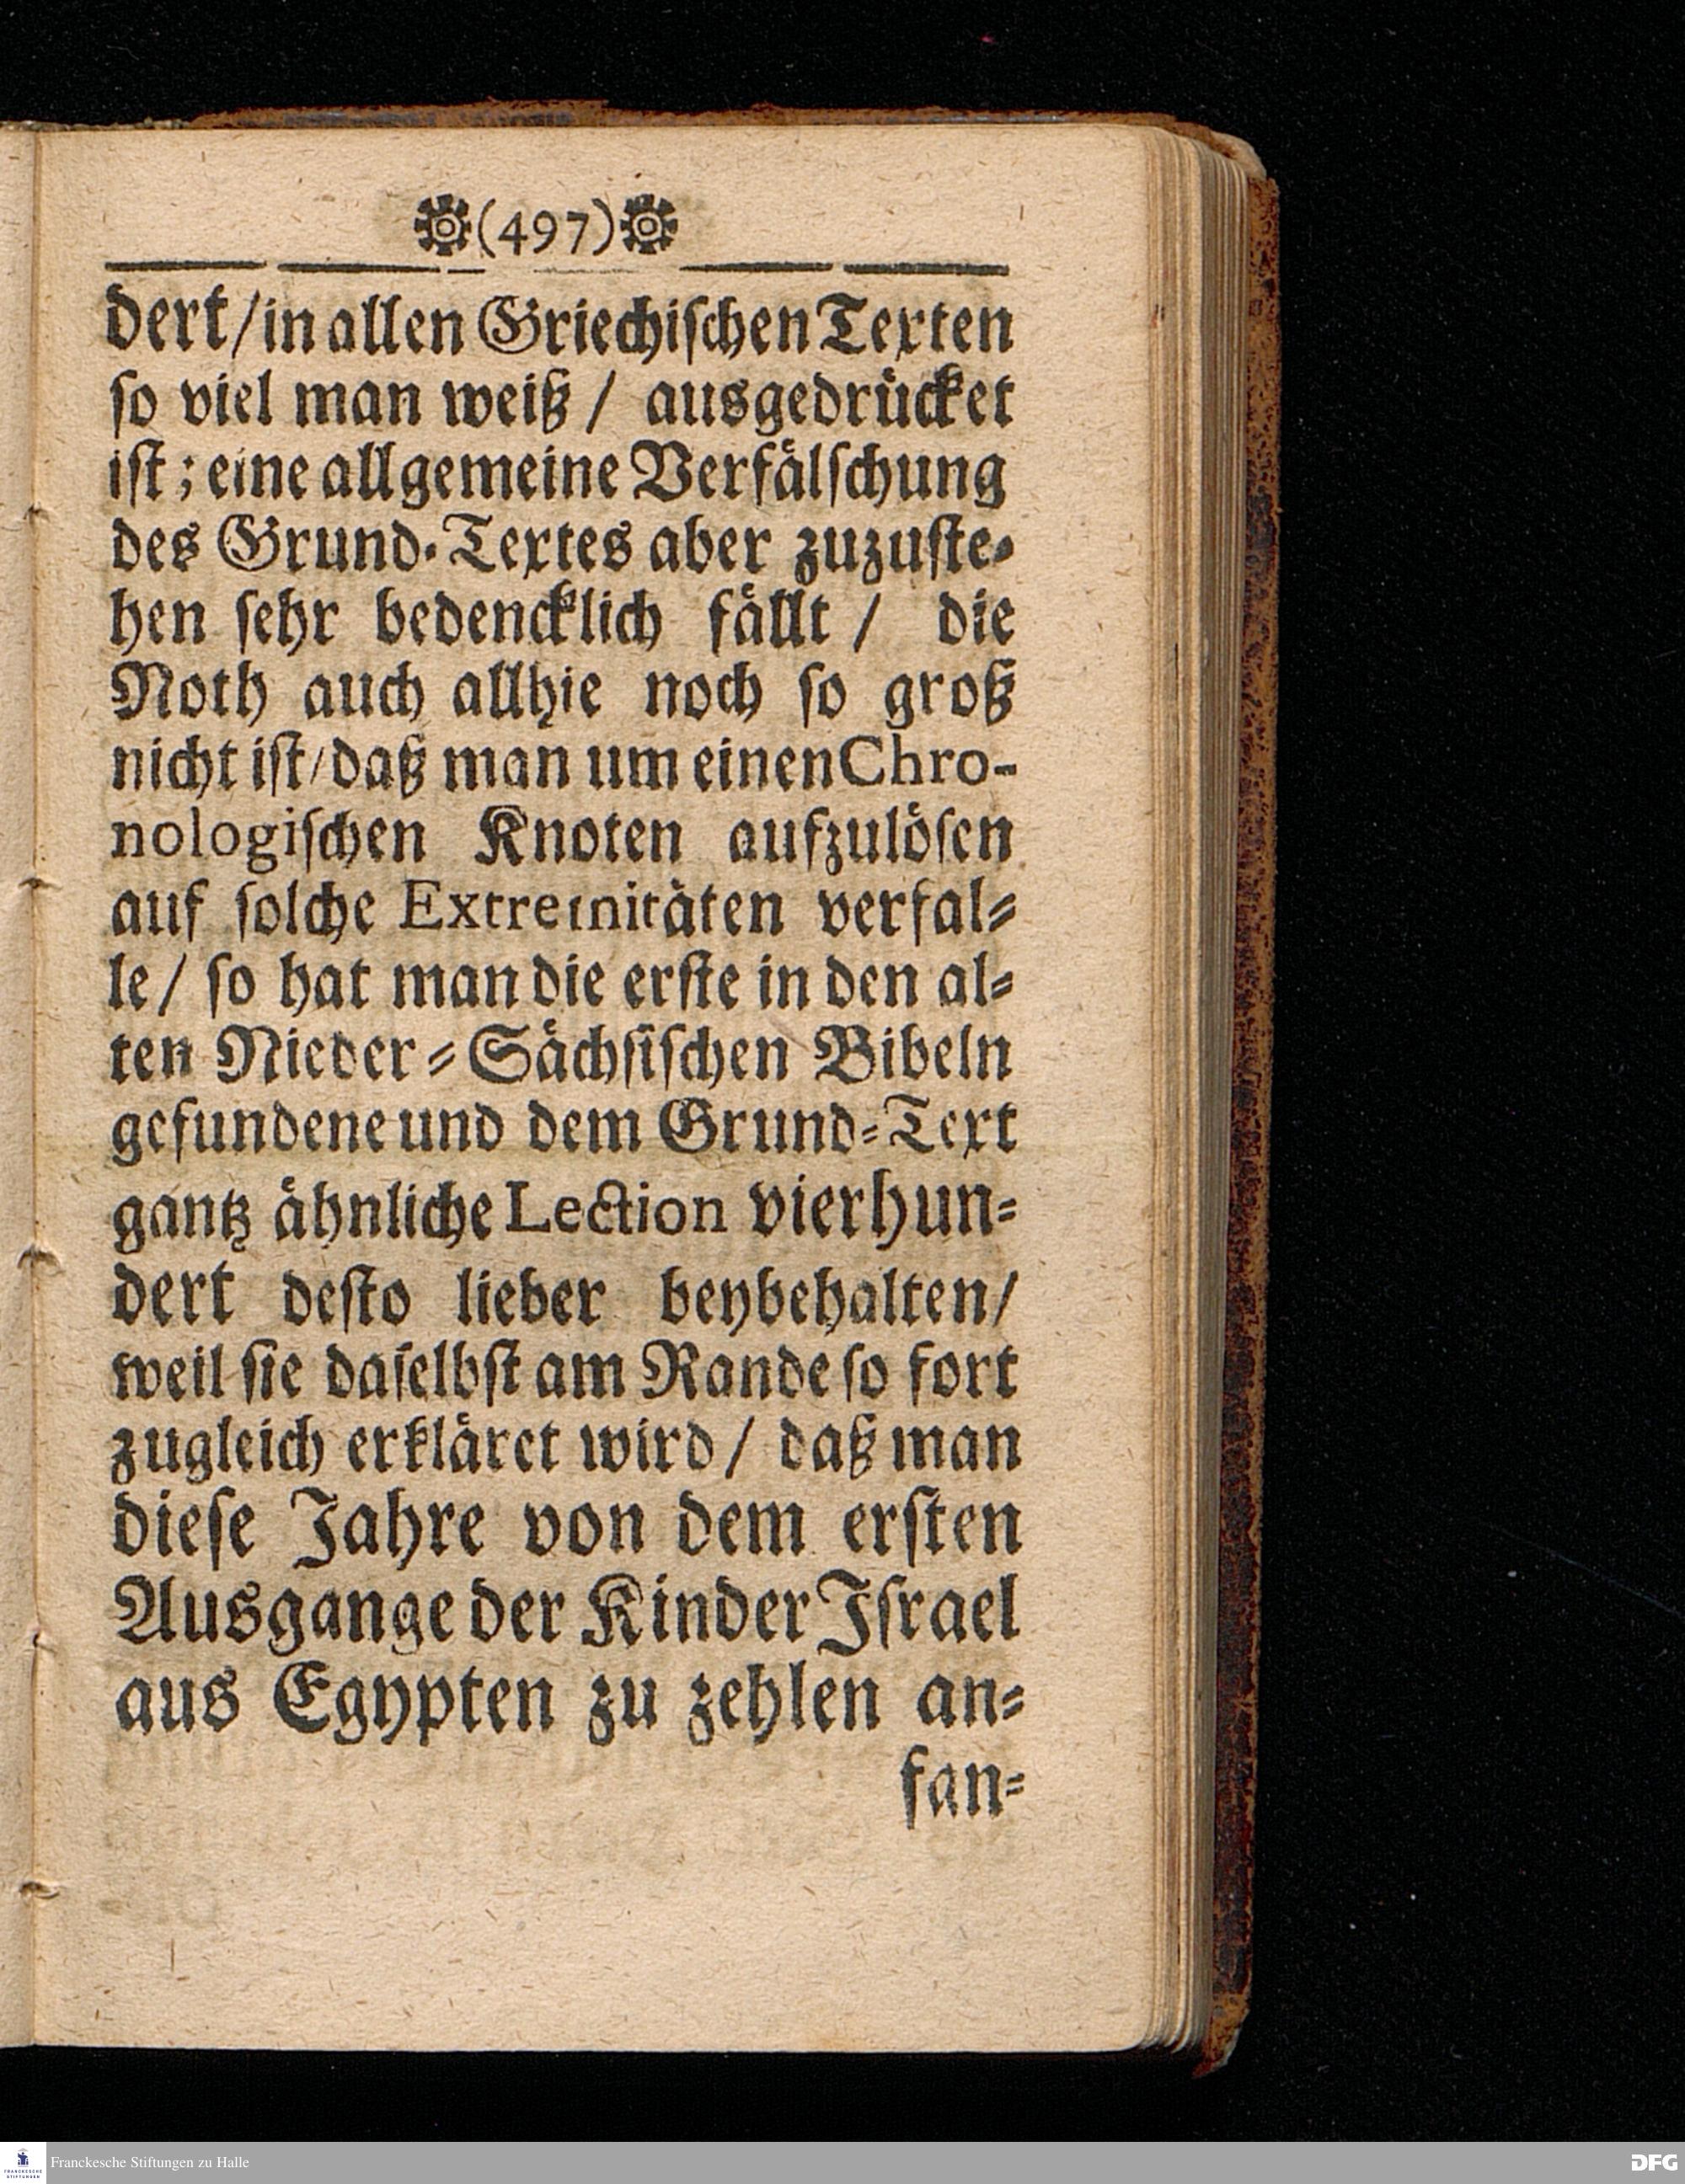 (497)
dert/in allen Griechiſchen Texten
ſo viel man weiß / ausgedrücket
iſt; eine allgemeine Verfälſchung
des Grund-Textes aber zuzuſte-
hen ſehr bedencklich fällt / die
Noth auch allhie noch ſo groß
nicht iſt/daß man um einen Chro-
nologiſchen Knoten aufzulöſen
auf ſolche Extremitäten verfal-
le/ ſo hat man die erſte in den al-
ten Nieder-Sächſiſchen Bibeln
gefundene und dem Grund-Text
gantz ähnliche Lection vierhun-
dert deſto lieber beybehalten/
weil ſie daſelbſt am Rande ſo fort
zugleich erkläret wird/ daß man
dieſe Jahre von dem erſten
Ausgange der Kinder Iſrael
aus Egypten zu zehlen an-
fan-
FRANCKESCHE
STIFTUNGEN
Franckesche Stiftungen zu Halle
DFG